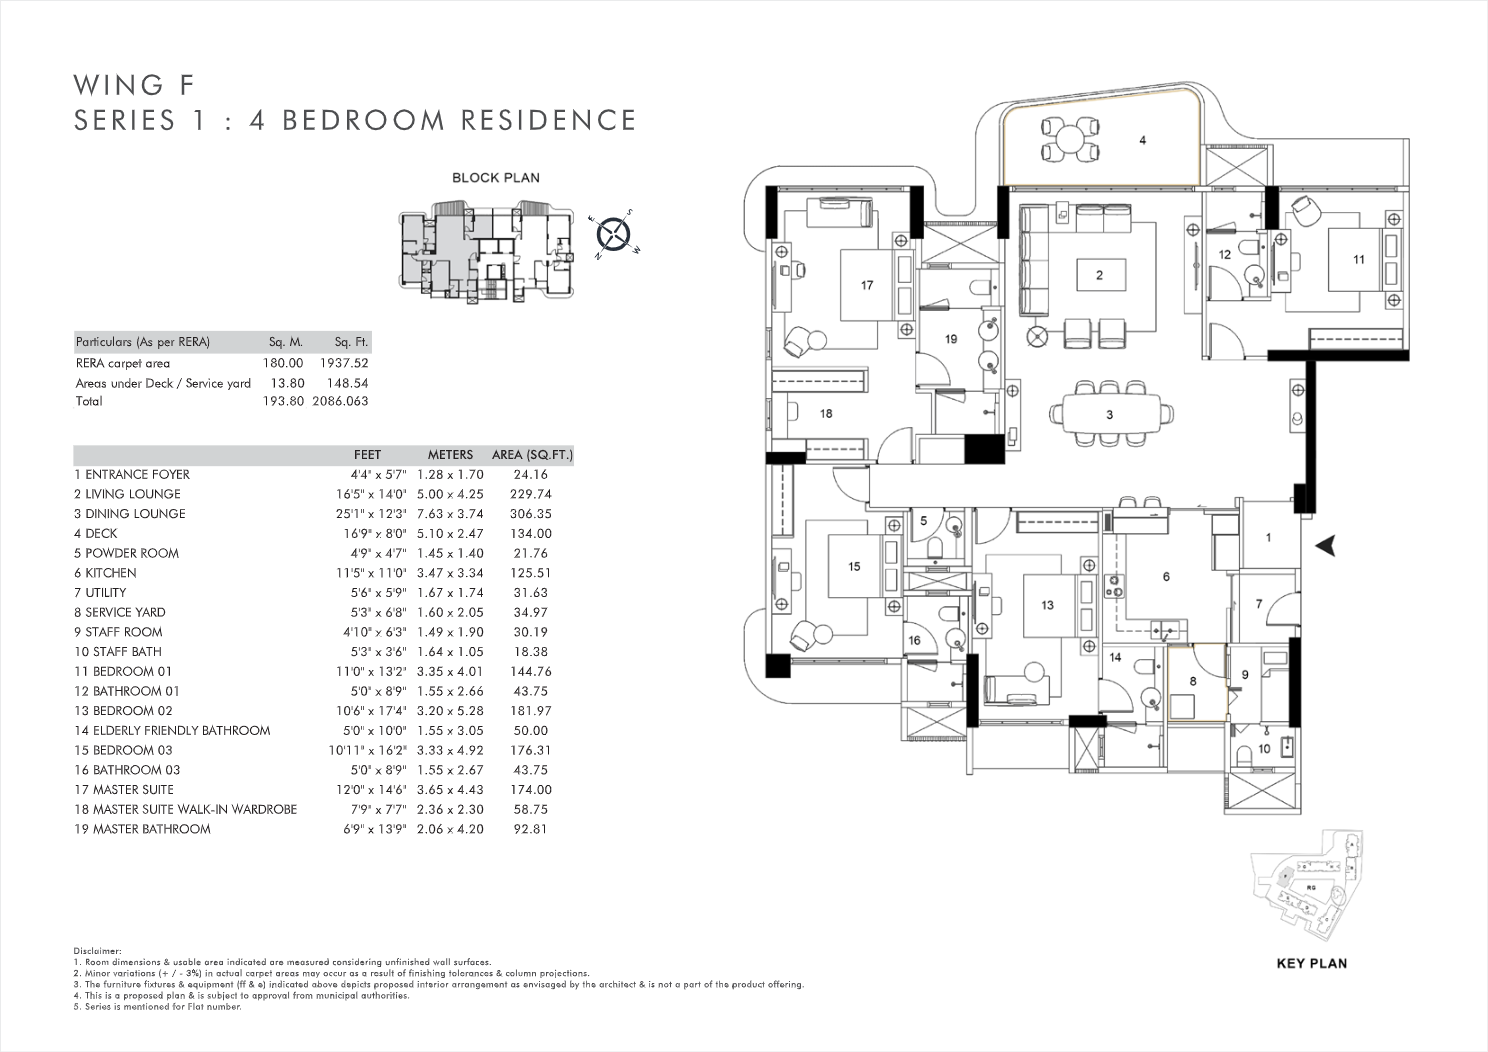 WING F
SERIES 1 : 4 BEDROOM RESIDENCE
BLOCK PLAN
E S
N W
Particulars (As per RERA) Sq. M. Sq. Ft.
RERA carpet area 180.00 1937.52
Areas under Deck / Service yard 13.80 148.54
Total 193.80 2086.063
FEET METERS AREA (SQ.FT.)
1 ENTRANCE FOYER 4'4" x 5'7" 1.28 x 1.70 24.16
2 LIVING LOUNGE 16'5" x 14'0" 5.00 x 4.25 229.74
3 DINING LOUNGE 25'1" x 12'3" 7.63 x 3.74 306.35
4 DECK 16'9" x 8'0" 5.10 x 2.47 134.00
5 POWDER ROOM 4'9" x 4'7" 1.45 x 1.40 21.76
6 KITCHEN 11'5" x 11'0" 3.47 x 3.34 125.51
7 UTILITY 5'6" x 5'9" 1.67 x 1.74 31.63
8 SERVICE YARD 5'3" x 6'8" 1.60 x 2.05 34.97
9 STAFF ROOM 4'10" x 6'3" 1.49 x 1.90 30.19
10 STAFF BATH 5'3" x 3'6" 1.64 x 1.05 18.38
11 BEDROOM 01 11'0" x 13'2" 3.35 x 4.01 144.76
12 BATHROOM 01 5'0" x 8'9" 1.55 x 2.66 43.75
13 BEDROOM 02 10'6" x 17'4" 3.20 x 5.28 181.97
14 ELDERLY FRIENDLY BATHROOM 5'0" x 10'0" 1.55 x 3.05 50.00
15 BEDROOM 03 10'11" x 16'2" 3.33 x 4.92 176.31
16 BATHROOM 03 5'0" x 8'9" 1.55 x 2.67 43.75
17 MASTER SUITE 12'0" x 14'6" 3.65 x 4.43 174.00
18 MASTER SUITE WALK-IN WARDROBE 7'9" x 7'7" 2.36 x 2.30 58.75
19 MASTER BATHROOM 6'9" x 13'9" 2.06 x 4.20 92.81
4
12
11
2
17
19
18
3
5
1
15
6
13
7
16
14
8
9
10
RG
KEY PLAN
Disclaimer:
1. Room dimensions & usable area indicated are measured considering unfinished wall surfaces.
2. Minor variations (+ / - 3%) in actual carpet areas may occur as a result of finishing tolerances & column projections.
3. The furniture fixtures & equipment (ff & e) indicated above depicts proposed interior arrangement as envisaged by the architect & is not a part of the product offering.
4. This is a proposed plan & is subject to approval from municipal authorities.
5. Series is mentioned for Flat number.